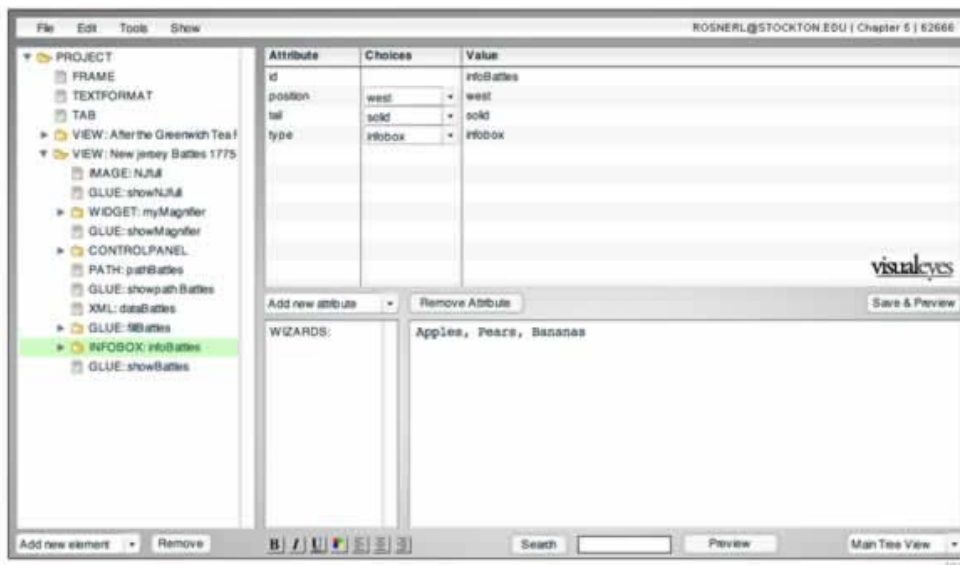 File Edit Tools Show
ROSNERL@STOCKTON.EDU | Chapter 5 | 62666
PROJECT
FRAME
TEXTFORMAT
TAB
VIEW: After the Greenwich Tea
VIEW: New jersey Battles 1775
IMAGE: NJfull
GLUE: showNJfull
WIDGET: myMagnifier
GLUE: showMagnifier
CONTROLPANEL
PATH: pathBattles
GLUE: showpathBattles
XML: dataBattles
GLUE: fillBattles
INFOBOX: infoBattles
GLUE: showBattles
Add new element Remove
Attribute Choices Value
id infoBattles
position west west
tail solid solid
type infobox infobox
visualeyes
Add new attribute Remove Attribute Save & Preview
WIZARDS:
Apples, Pears, Bananas
B I U
Search Preview Main Tree View